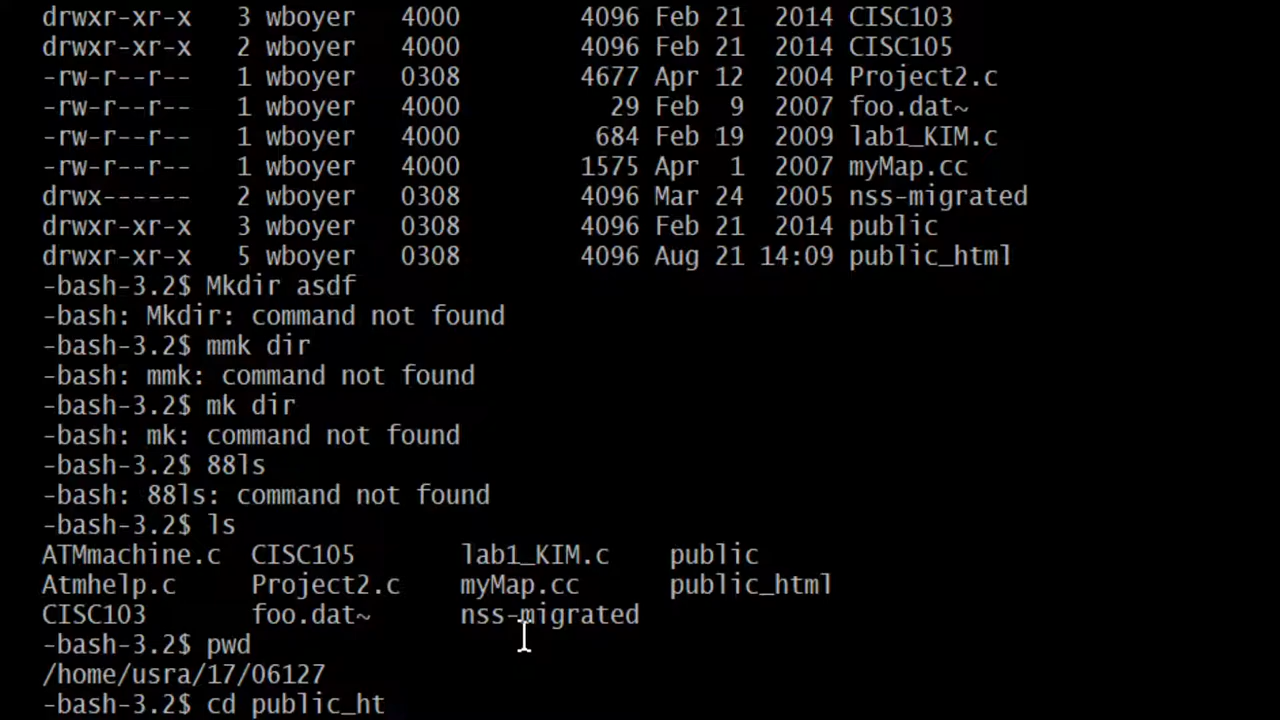 drwxr-xr-x   3 wboyer   4000        4096 Feb 21  2014 CISC103
drwxr-xr-x   2 wboyer   4000        4096 Feb 21  2014 CISC105
-rw-r--r--   1 wboyer   0308        4677 Apr 12  2004 Project2.c
-rw-r--r--   1 wboyer   4000          29 Feb  9  2007 foo.dat~
-rw-r--r--   1 wboyer   4000         684 Feb 19  2009 lab1_KIM.c
-rw-r--r--   1 wboyer   4000        1575 Apr  1  2007 myMap.cc
drwx------   2 wboyer   0308        4096 Mar 24  2005 nss-migrated
drwxr-xr-x   3 wboyer   0308        4096 Feb 21  2014 public
drwxr-xr-x   5 wboyer   0308        4096 Aug 21 14:09 public_html
-bash-3.2$ Mkdir asdf
-bash: Mkdir: command not found
-bash-3.2$ mmk dir
-bash: mmk: command not found
-bash-3.2$ mk dir
-bash: mk: command not found
-bash-3.2$ 88ls
-bash: 88ls: command not found
-bash-3.2$ ls
ATMmachine.c  CISC105       lab1_KIM.c    public
Atmhelp.c     Project2.c    myMap.cc      public_html
CISC103       foo.dat~      nss-migrated
-bash-3.2$ pwd
/home/usra/17/06127
-bash-3.2$ cd public_ht